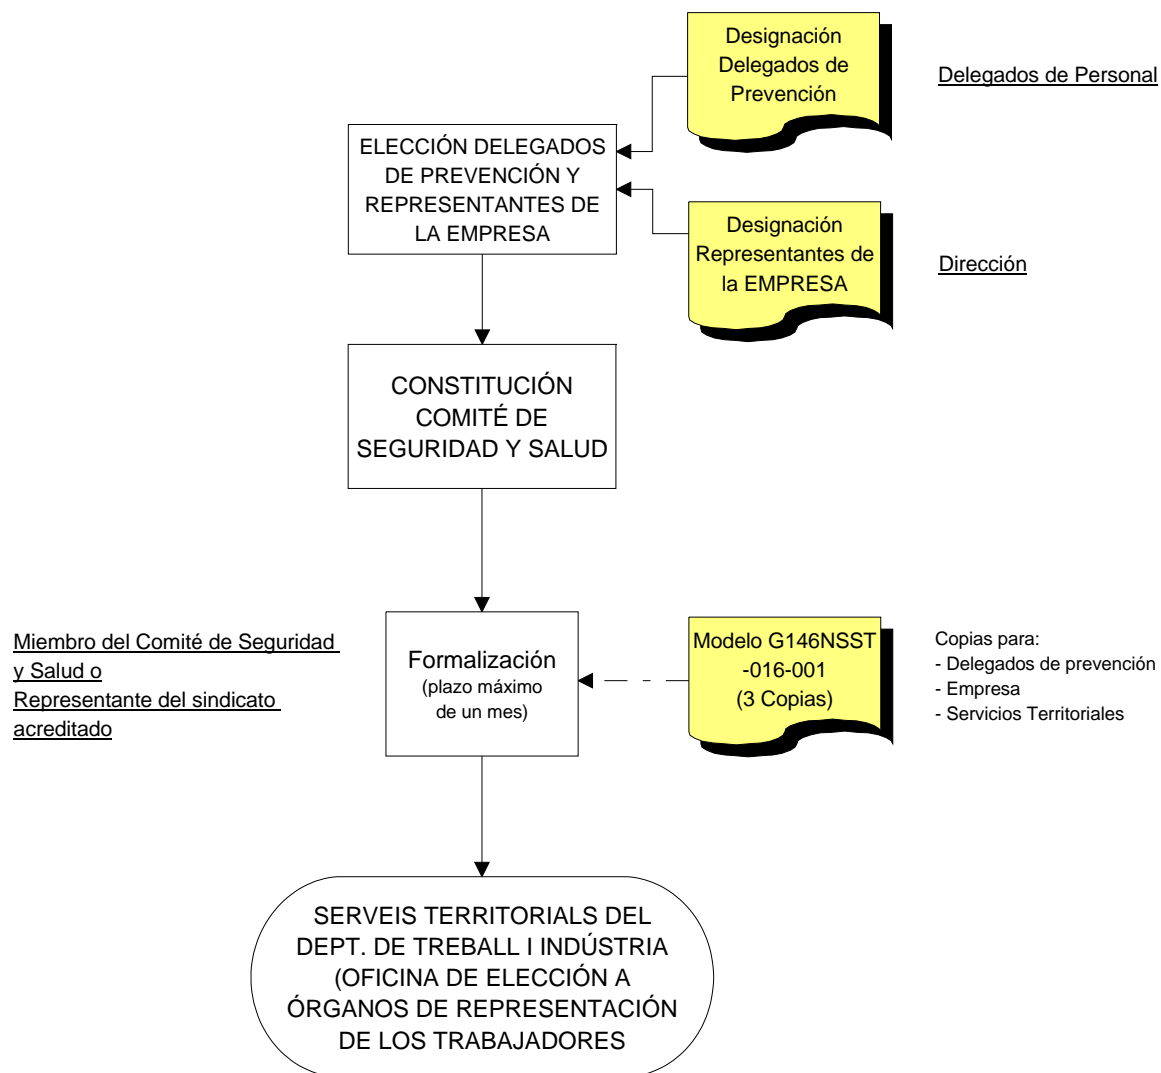 Designación
Delegados de
Prevención
Delegados de Personal
ELECCIÓN DELEGADOS
DE PREVENCIÓN Y
REPRESENTANTES DE
LA EMPRESA
Designación
Representantes de
la EMPRESA
Dirección
CONSTITUCIÓN
COMITÉ DE
SEGURIDAD Y SALUD
Miembro del Comité de Seguridad
y Salud o
Representante del sindicato
acreditado
Formalización
(plazo máximo
de un mes)
Modelo G146NSST
-016-001
(3 Copias)
Copias para:
- Delegados de prevención
- Empresa
- Servicios Territoriales
SERVEIS TERRITORIALS DEL
DEPT. DE TREBALL I INDÚSTRIA
(OFICINA DE ELECCIÓN A
ÓRGANOS DE REPRESENTACIÓN
DE LOS TRABAJADORES